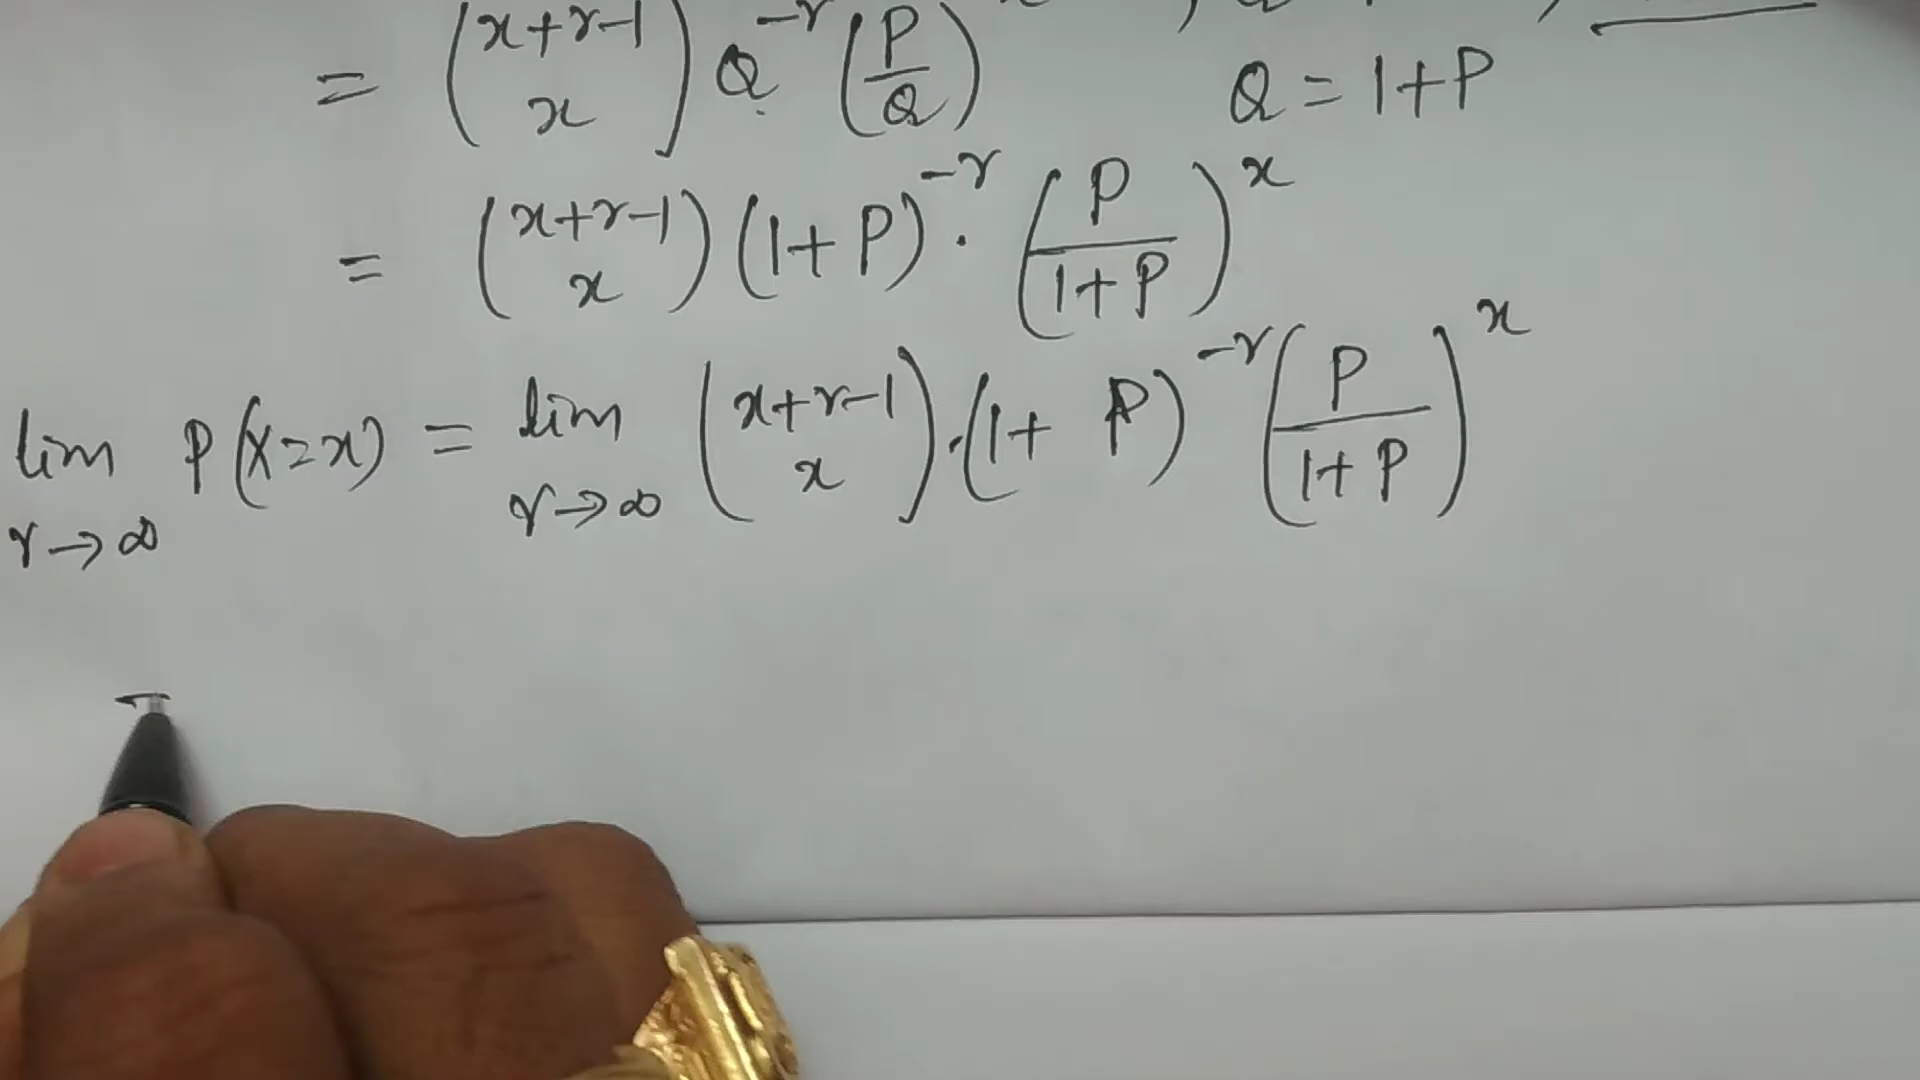 = (x+r-1 x) Q^-r (P/Q) Q = 1+P
= (x+r-1 x) (1+P)^-r · (P/1+P)^x
lim r→∞ P(X=x) = lim r→∞ (x+r-1 x) · (1+P)^-r (P/1+P)^x